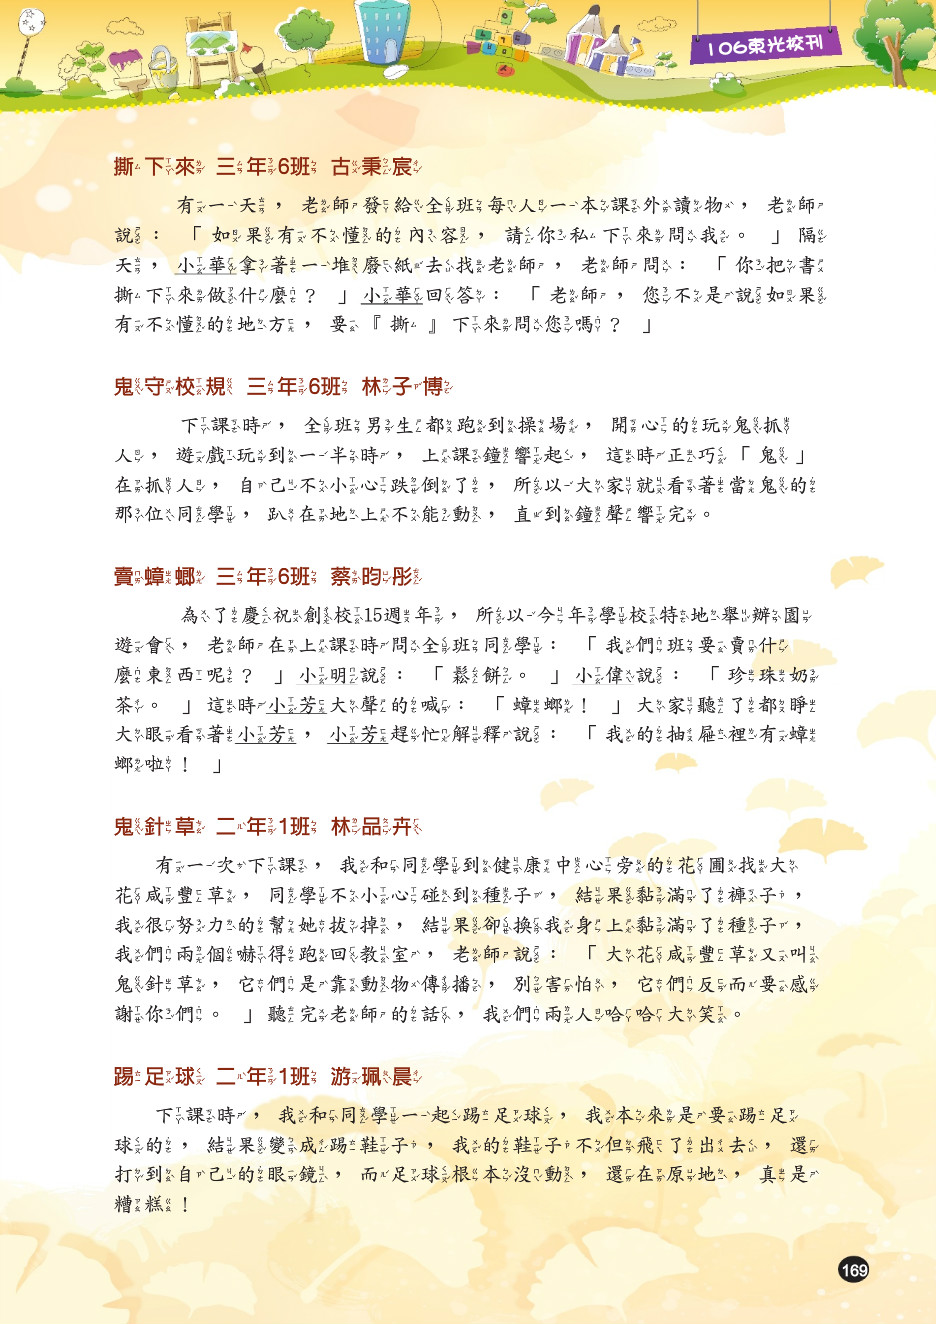 106東光校刊
撕下來 三年6班 古秉宸
有一天，老師發給全班每人一本課外讀物，老師
說：「如果有不懂的內容，請你私下來問我。」隔
天，小華拿著一堆廢紙去找老師，老師問：「你把書
撕下來做什麼？」小華回答：「老師，您不是說如果
有不懂的地方，要『撕』下來問您嗎？」
鬼守校規 三年6班 林子博
下課時，全班男生都跑到操場，開心的玩鬼抓
人，遊戲玩到一半時，上課鐘響起，這時正巧「鬼」
在抓人，自己不小心跌倒了，所以大家就看著當鬼的
那位同學，趴在地上不能動，直到鐘聲響完。
賣蟑螂 三年6班 蔡昀彤
為了慶祝創校15週年，所以今年學校特地舉辦園
遊會，老師在上課時問全班同學：「我們班要賣什
麼東西呢？」小明說：「鬆餅。」小偉說：「珍珠奶
茶。」這時小芳大聲的喊：「蟑螂！」大家聽了都睜
大眼看著小芳，小芳趕忙解釋說：「我的抽屜裡有蟑
螂啦！」
鬼針草 二年1班 林品卉
有一次下課，我和同學到健康中心旁的花圃找大
花咸豐草，同學不小心碰到種子，結果黏滿了褲子，
我很努力的幫她拔掉，結果卻換我身上黏滿了種子，
我們兩個嚇得跑回教室，老師說：「大花咸豐草又叫
鬼針草，它們是靠動物傳播，別害怕，它們反而要感
謝你們。」聽完老師的話，我們兩人哈哈大笑。
踢足球 二年1班 游珮晨
下課時，我和同學一起踢足球，我本來是要踢足
球的，結果變成踢鞋子，我的鞋子不但飛了出去，還
打到自己的眼鏡，而足球根本沒動，還在原地，真是
糟糕！
169